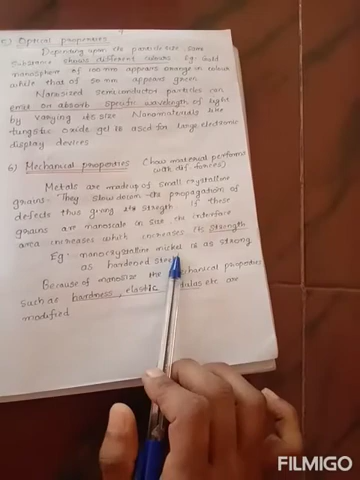 5) Optical properties
Depending upon its particle size same
substance shows different colours. Eg: Gold
nanosphere of 100 nm appears orange in colour
while that of 50 nm appears green
Nanosized semiconductor particles can
emit or absorb specific wavelength of light
by varying its size. Nanomaterials like
tungstic oxide gel is used for large electronic
display devices
6) Mechanical properties (how material performs
with dif. forces)
Metals are made up of small crystalline
grains. They slow down the propagation of
defects thus giving its strength. If these
grains are nanoscale in size, its interface
area increases which increases its strength
Eg: nanocrystalline nickel is as strong
as hardened steel
Because of nanosize the mechanical properties
such as hardness, elastic etc are
modified
FILMIGO